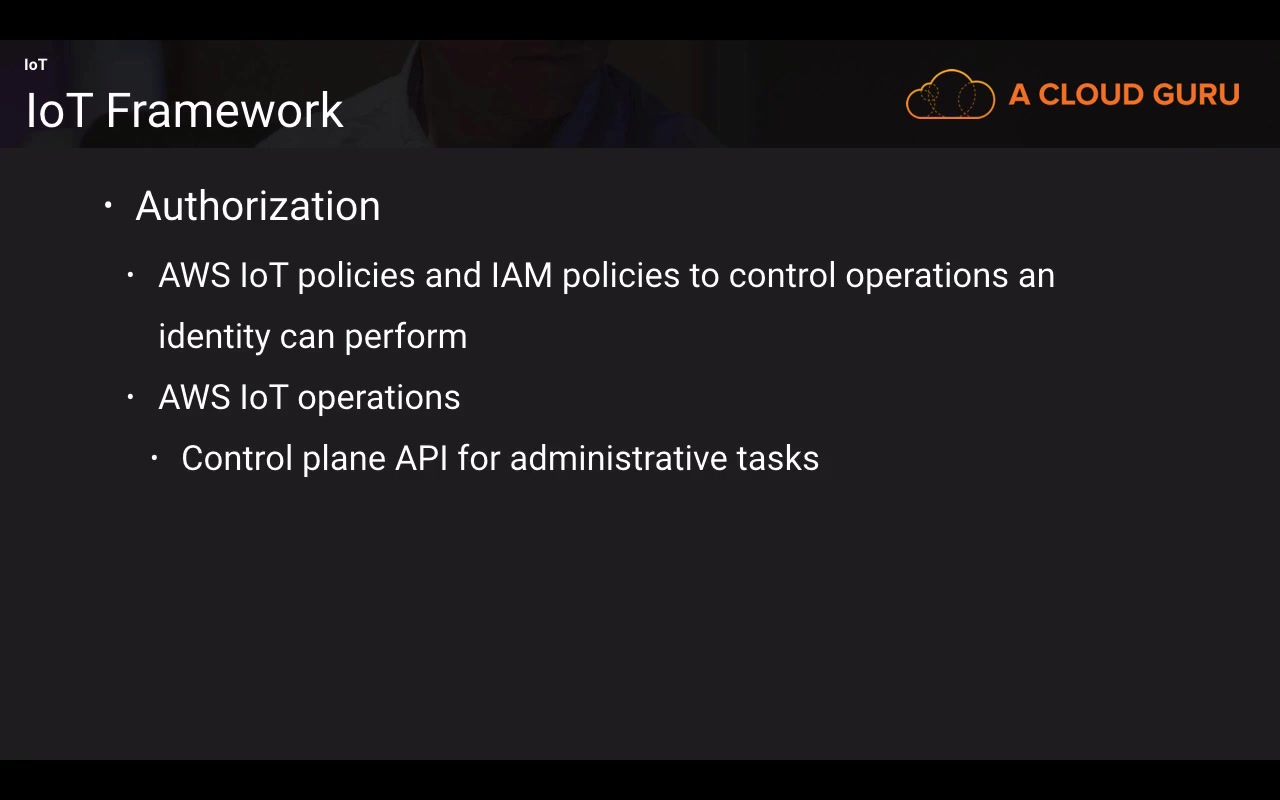 IoT
IoT Framework
A CLOUD GURU
• Authorization
• AWS IoT policies and IAM policies to control operations an
identity can perform
• AWS IoT operations
• Control plane API for administrative tasks